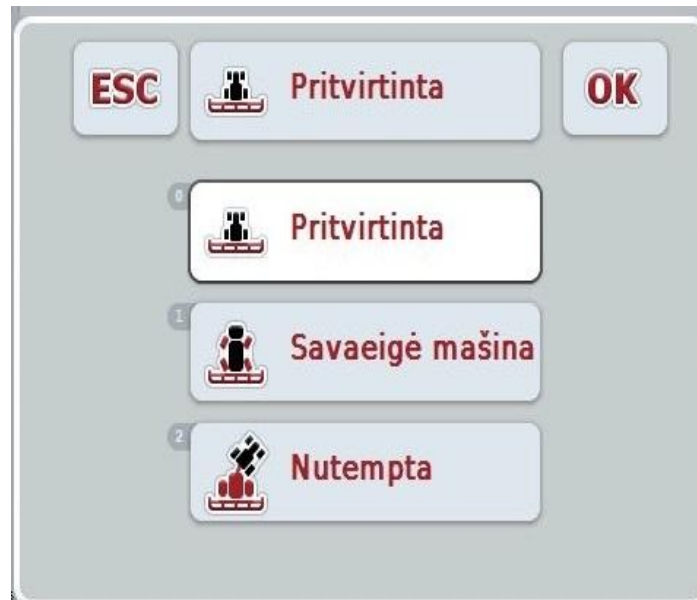 ESC Pritvirtinta OK
0
Pritvirtinta
1
Savaeigė mašina
2
Nutempta